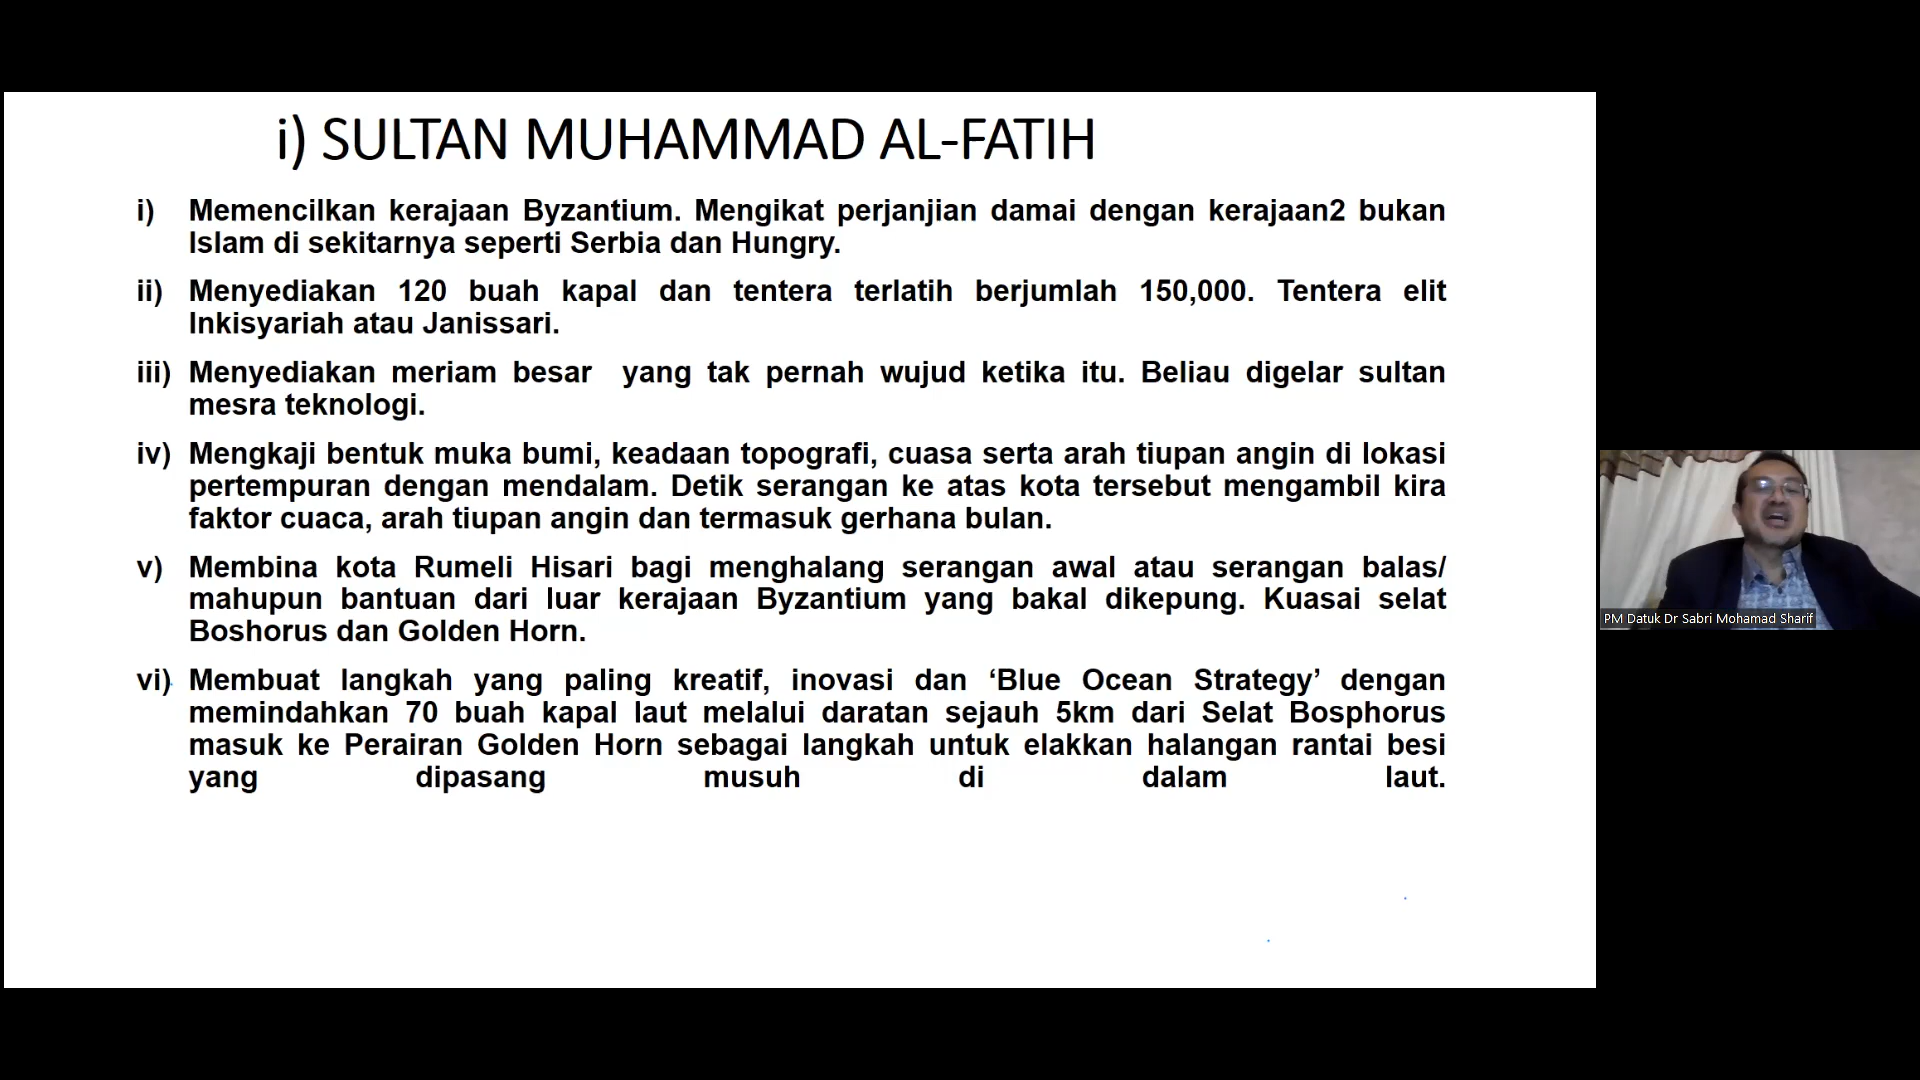 i) SULTAN MUHAMMAD AL-FATIH
i) Memencilkan kerajaan Byzantium. Mengikat perjanjian damai dengan kerajaan2 bukan
Islam di sekitarnya seperti Serbia dan Hungry.
ii) Menyediakan 120 buah kapal dan tentera terlatih berjumlah 150,000. Tentera elit
Inkisyariah atau Janissari.
iii) Menyediakan meriam besar yang tak pernah wujud ketika itu. Beliau digelar sultan
mesra teknologi.
iv) Mengkaji bentuk muka bumi, keadaan topografi, cuasa serta arah tiupan angin di lokasi
pertempuran dengan mendalam. Detik serangan ke atas kota tersebut mengambil kira
faktor cuaca, arah tiupan angin dan termasuk gerhana bulan.
v) Membina kota Rumeli Hisari bagi menghalang serangan awal atau serangan balas/
mahupun bantuan dari luar kerajaan Byzantium yang bakal dikepung. Kuasai selat
Boshorus dan Golden Horn.
vi) Membuat langkah yang paling kreatif, inovasi dan ‘Blue Ocean Strategy’ dengan
memindahkan 70 buah kapal laut melalui daratan sejauh 5km dari Selat Bosphorus
masuk ke Perairan Golden Horn sebagai langkah untuk elakkan halangan rantai besi
yang dipasang musuh di dalam laut.
PM Datuk Dr Sabri Mohamad Sharif